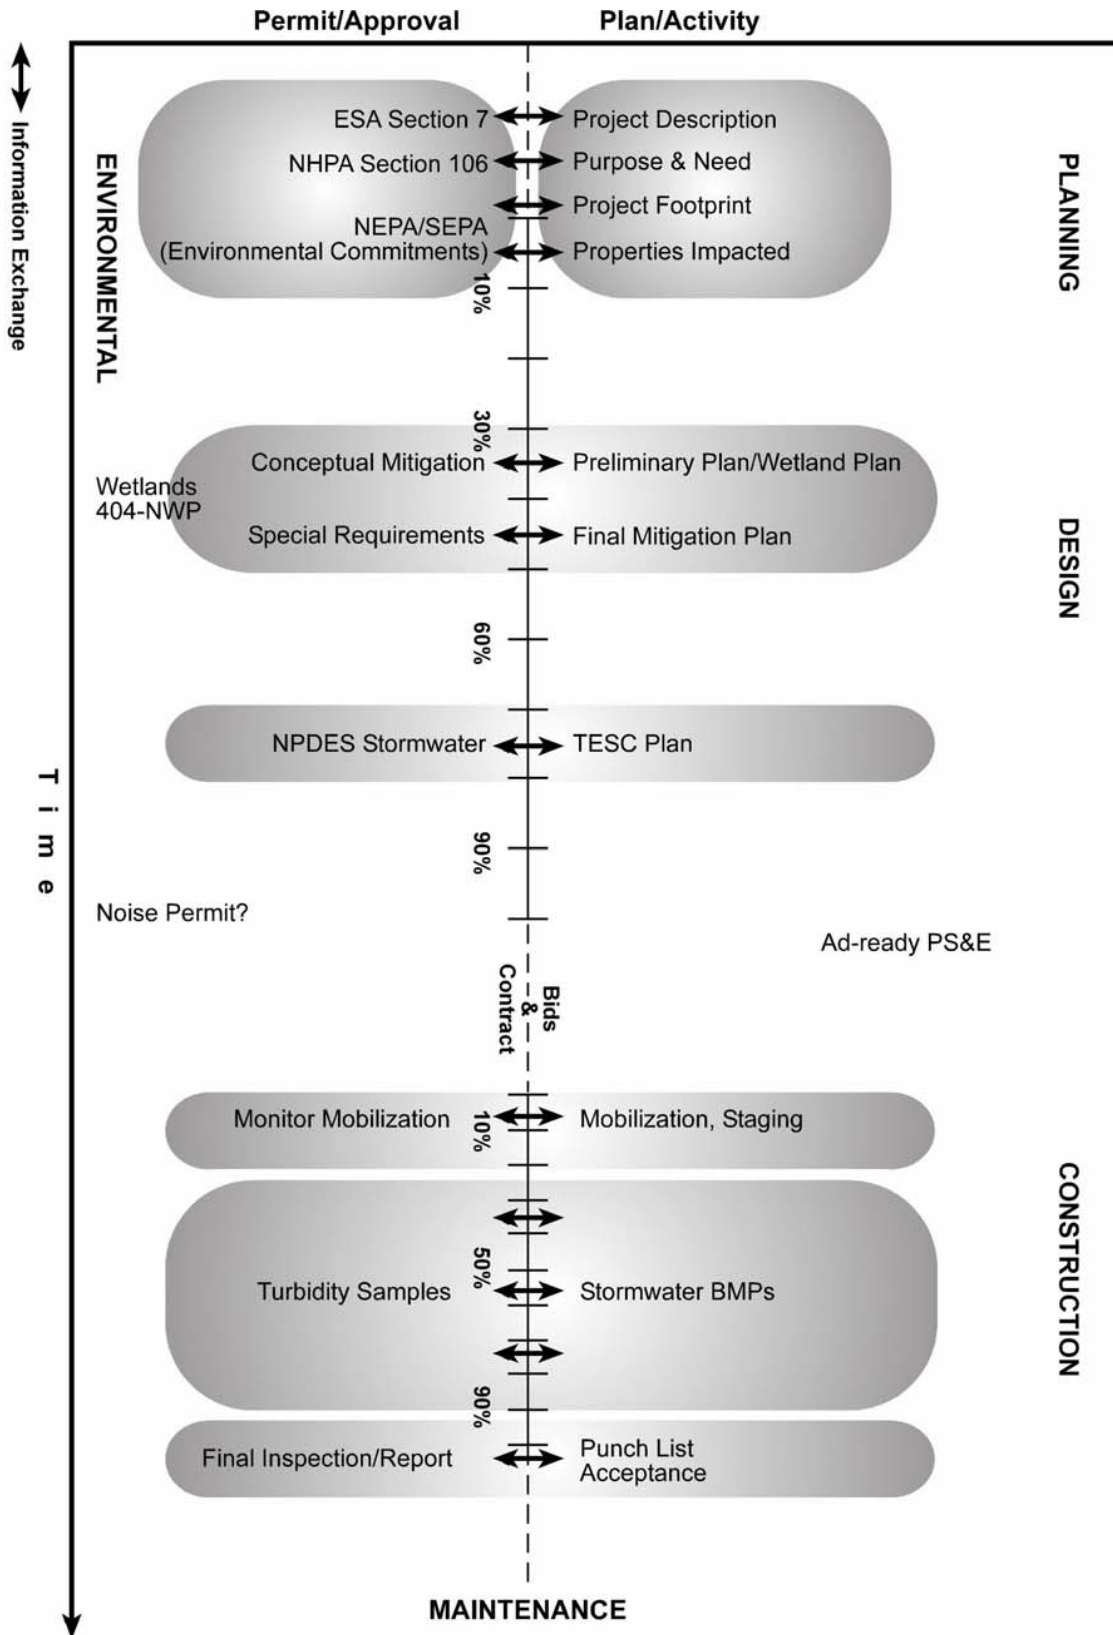 Permit/Approval
Plan/Activity
Information Exchange
ENVIRONMENTAL
PLANNING
ESA Section 7
Project Description
NHPA Section 106
Purpose & Need
Project Footprint
NEPA/SEPA
(Environmental Commitments)
Properties Impacted
10%
30%
Conceptual Mitigation
Preliminary Plan/Wetland Plan
Wetlands
404-NWP
Special Requirements
Final Mitigation Plan
DESIGN
60%
NPDES Stormwater
TESC Plan
Time
90%
Noise Permit?
Ad-ready PS&E
Bids
&
Contract
Monitor Mobilization
10%
Mobilization, Staging
CONSTRUCTION
50%
Turbidity Samples
Stormwater BMPs
90%
Final Inspection/Report
Punch List
Acceptance
MAINTENANCE